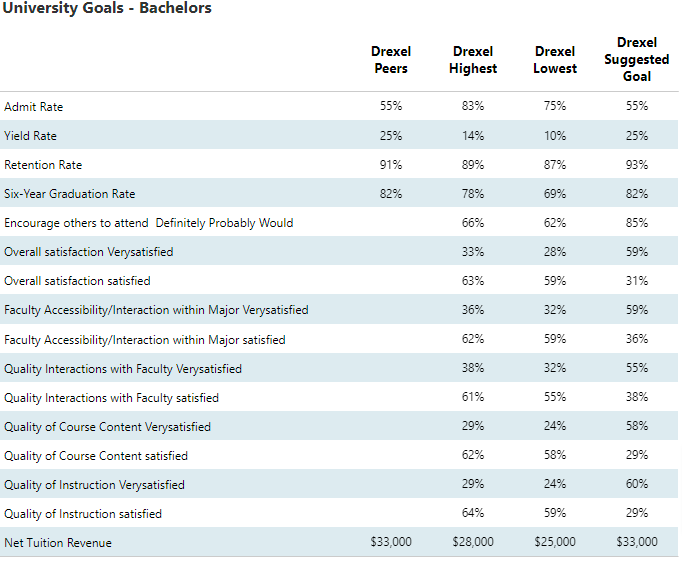 University Goals - Bachelors
Drexel Peers Drexel Highest Drexel Lowest Drexel Suggested Goal
Admit Rate 55% 83% 75% 55%
Yield Rate 25% 14% 10% 25%
Retention Rate 91% 89% 87% 93%
Six-Year Graduation Rate 82% 78% 69% 82%
Encourage others to attend Definitely Probably Would 66% 62% 85%
Overall satisfaction Verysatisfied 33% 28% 59%
Overall satisfaction satisfied 63% 59% 31%
Faculty Accessibility/Interaction within Major Verysatisfied 36% 32% 59%
Faculty Accessibility/Interaction within Major satisfied 62% 59% 36%
Quality Interactions with Faculty Verysatisfied 38% 32% 55%
Quality Interactions with Faculty satisfied 61% 55% 38%
Quality of Course Content Verysatisfied 29% 24% 58%
Quality of Course Content satisfied 62% 58% 29%
Quality of Instruction Verysatisfied 29% 24% 60%
Quality of Instruction satisfied 64% 59% 29%
Net Tuition Revenue $33,000 $28,000 $25,000 $33,000